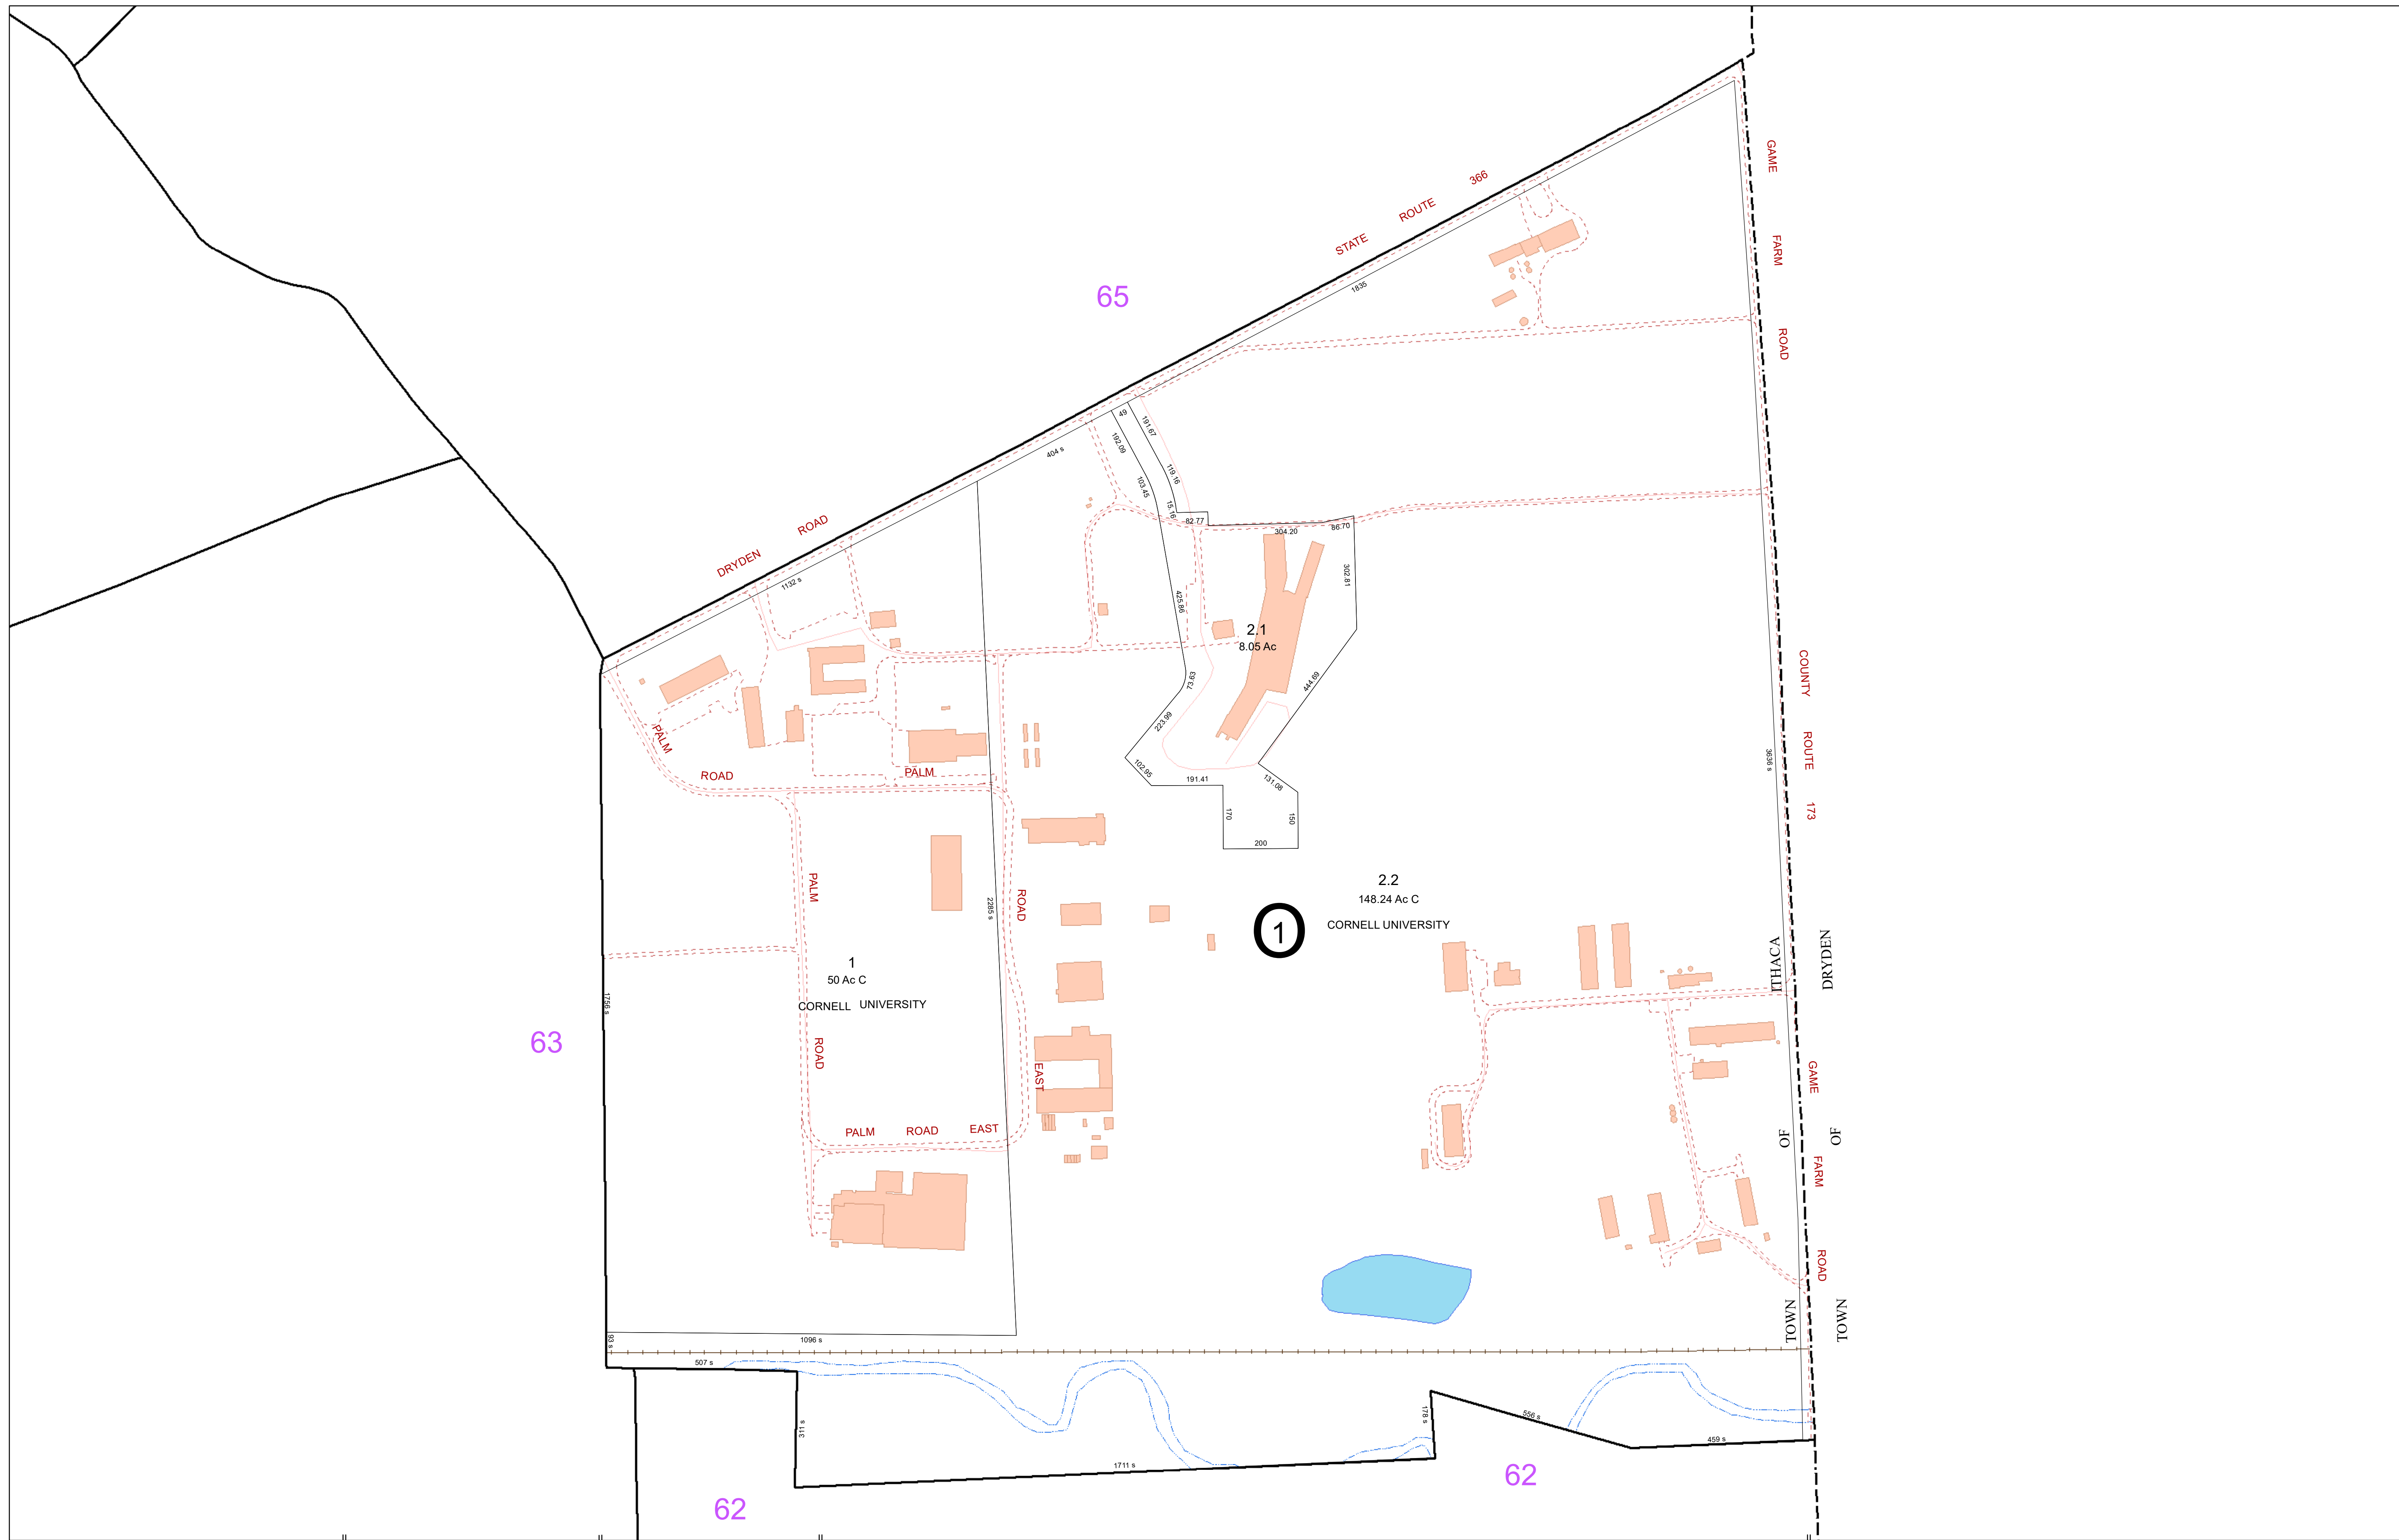 GAME
FARM
ROAD
STATE ROUTE 366
65
1835
49
191.67
192.09
404 s
119.16
103.45
15.16
82.77
304.20
86.70
DRYDEN ROAD
1132 s
302.81
425.86
2.1
8.05 Ac
COUNTY
ROUTE
173
73.63
444.69
223.99
102.95
191.41
131.08
170
150
200
PALM
ROAD
PALM
3636 s
2285 s
PALM
ROAD
2.2
148.24 Ac C
CORNELL UNIVERSITY
1
1
50 Ac C
CORNELL UNIVERSITY
ROAD
EAST
PALM ROAD EAST
1756 s
63
TOWN OF ITHACA
TOWN OF DRYDEN
GAME
FARM
ROAD
93 s
1096 s
507 s
311 s
1711 s
178 s
556 s
459 s
62
62